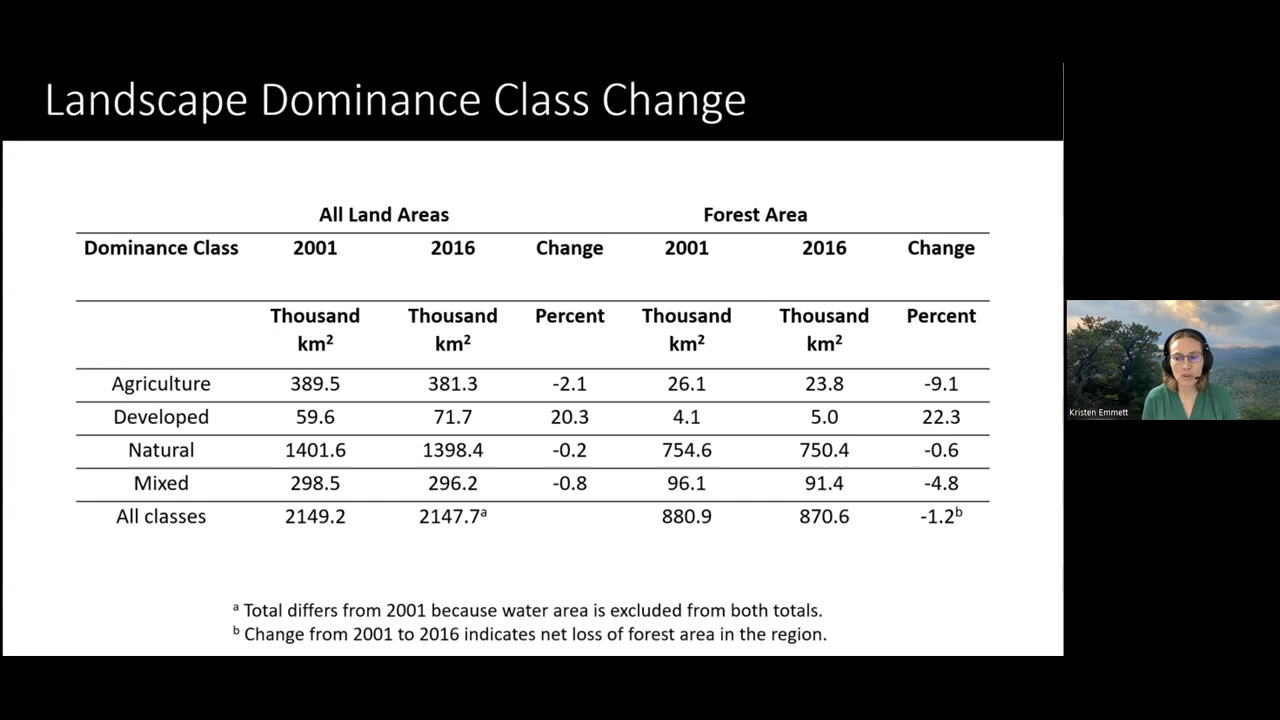 Landscape Dominance Class Change
All Land Areas Forest Area
Dominance Class 2001 2016 Change 2001 2016 Change
Thousand km² Thousand km² Percent Thousand km² Thousand km² Percent
Agriculture 389.5 381.3 -2.1 26.1 23.8 -9.1
Developed 59.6 71.7 20.3 4.1 5.0 22.3
Natural 1401.6 1398.4 -0.2 754.6 750.4 -0.6
Mixed 298.5 296.2 -0.8 96.1 91.4 -4.8
All classes 2149.2 2147.7ᵃ 880.9 870.6 -1.2ᵇ
ᵃ Total differs from 2001 because water area is excluded from both totals.
ᵇ Change from 2001 to 2016 indicates net loss of forest area in the region.
Kristen Emmett